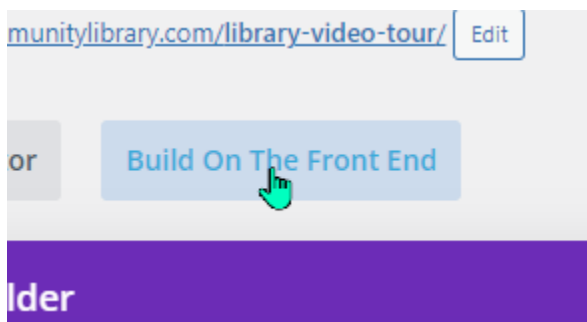 munitylibrary.com/library-video-tour/ Edit
or Build On The Front End
lder